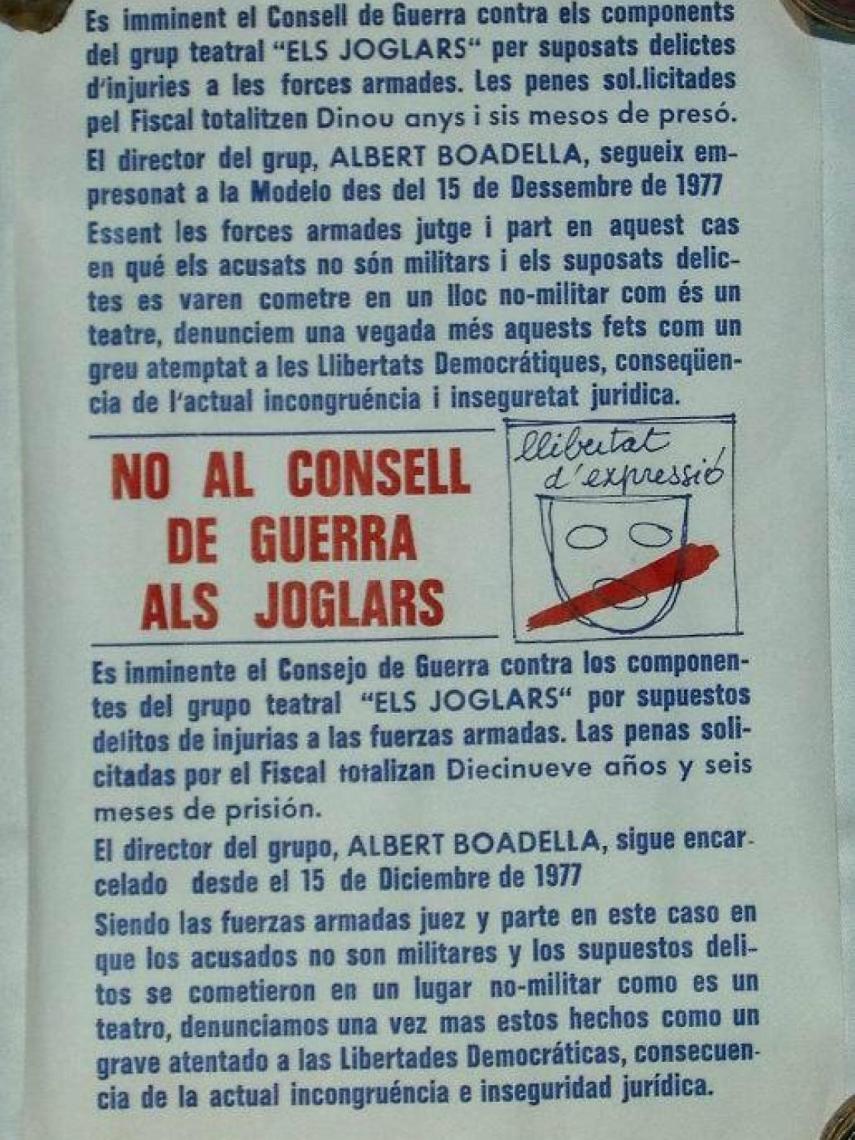 Es imminent el Consell de Guerra contra els components
del grup teatral “ELS JOGLARS“ per suposats delictes
d'injuries a les forces armades. Les penes sol.licitades
pel Fiscal totalitzen Dinou anys i sis mesos de presó.
El director del grup, ALBERT BOADELLA, segueix em-
presonat a la Modelo des del 15 de Dessembre de 1977
Essent les forces armades jutge i part en aquest cas
en qué els acusats no són militars i els suposats delic-
tes es varen cometre en un lloc no-militar com és un
teatre, denunciem una vegada més aquests fets com un
greu atemptat a les Llibertats Democrátiques, conseqüen-
cia de l'actual incongruéncia i inseguretat juridica.
NO AL CONSELL
DE GUERRA
ALS JOGLARS
llibertat
d'expressió
Es inminente el Consejo de Guerra contra los componen-
tes del grupo teatral “ELS JOGLARS“ por supuestos
delitos de injurias a las fuerzas armadas. Las penas soli-
citadas por el Fiscal totalizan Diecinueve años y seis
meses de prisión.
El director del grupo, ALBERT BOADELLA, sigue encar-
celado desde el 15 de Diciembre de 1977
Siendo las fuerzas armadas juez y parte en este caso en
que los acusados no son militares y los supuestos deli-
tos se cometieron en un lugar no-militar como es un
teatro, denunciamos una vez mas estos hechos como un
grave atentado a las Libertades Democráticas, consecuen-
cia de la actual incongruéncia e inseguridad jurídica.